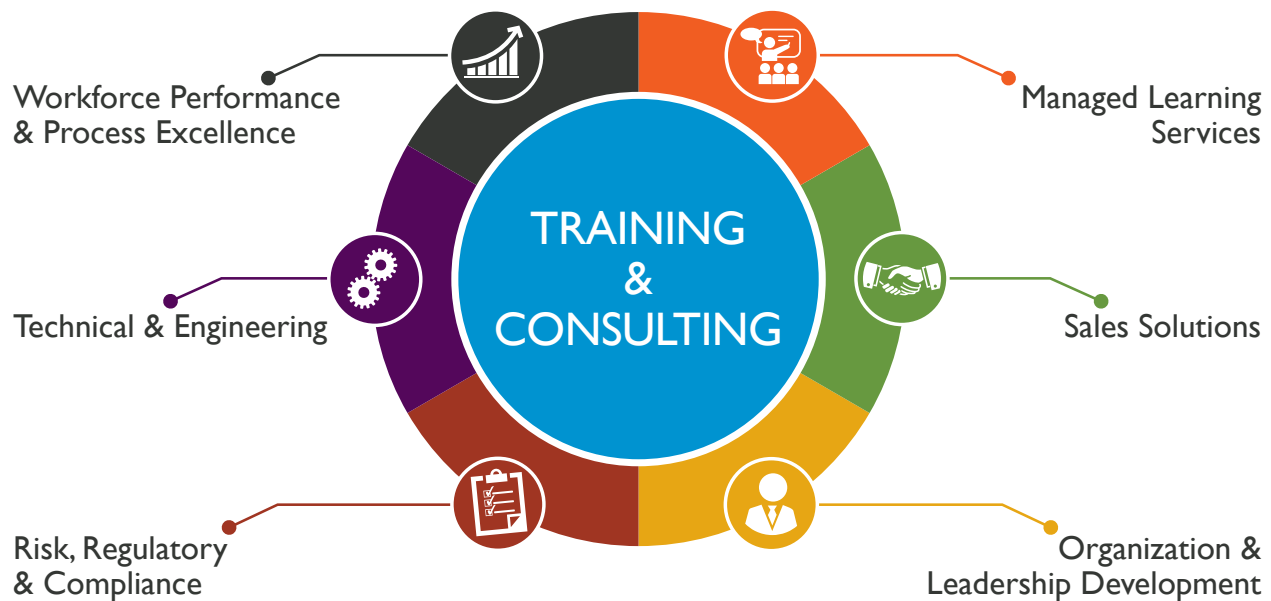 Workforce Performance
& Process Excellence
Managed Learning
Services
TRAINING
&
CONSULTING
Technical & Engineering
Sales Solutions
Risk, Regulatory
& Compliance
Organization &
Leadership Development